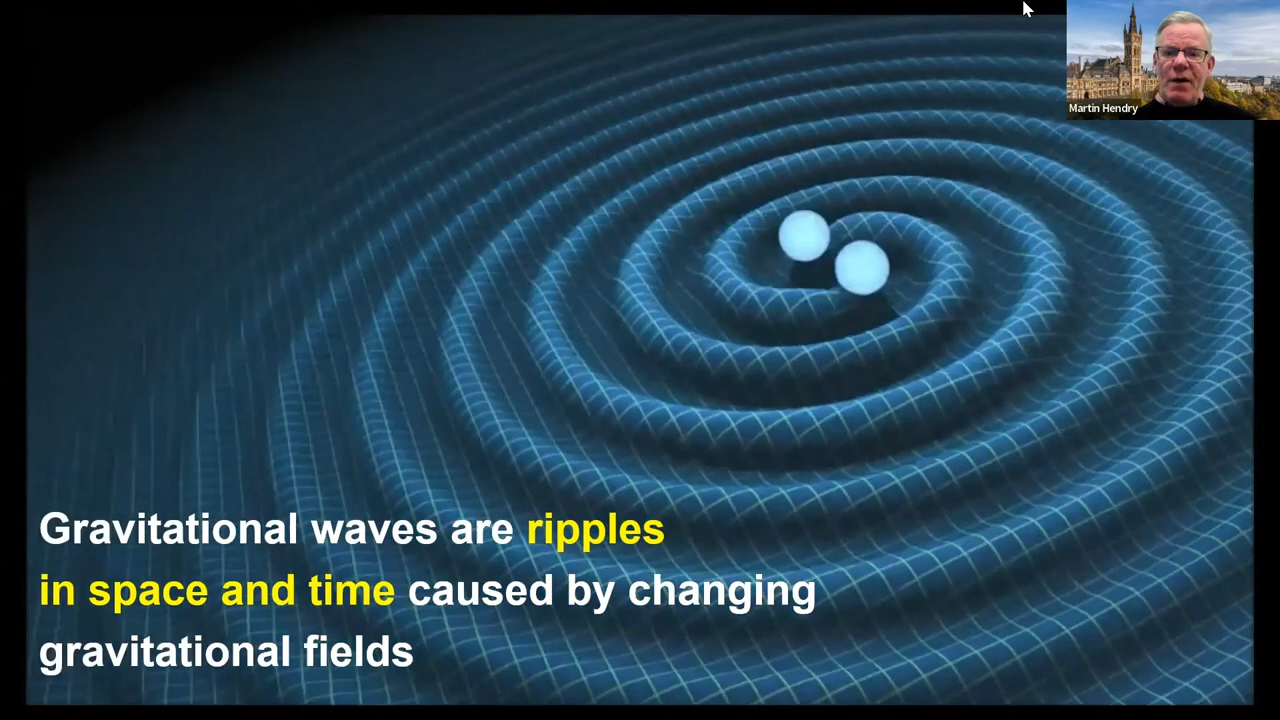 Martin Hendry
Gravitational waves are ripples
in space and time caused by changing
gravitational fields